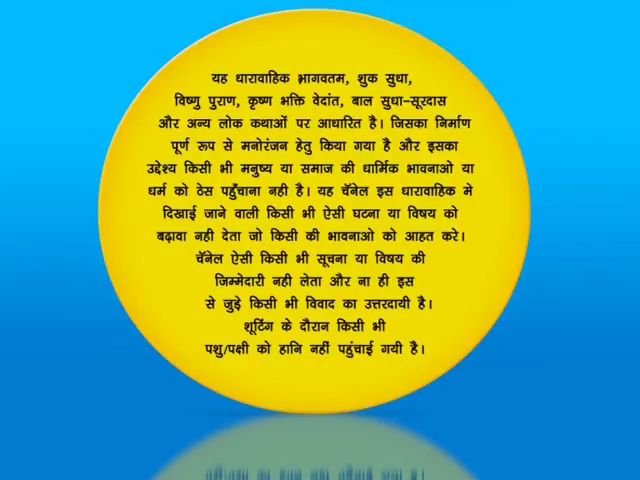 यह धारावाहिक भागवतम, शुक सुधा,
विष्णु पुराण, कृष्ण भक्ति वेदांत, बाल सुधा-सूरदास
और अन्य लोक कथाओं पर आधारित है। जिसका निर्माण
पूर्ण रूप से मनोरंजन हेतु किया गया है और इसका
उद्देश्य किसी भी मनुष्य या समाज की धार्मिक भावनाओ या
धर्म को ठेस पहुँचाना नही है। यह चॅनेल इस धारावाहिक मे
दिखाई जाने वाली किसी भी ऐसी घटना या विषय को
बढ़ावा नही देता जो किसी की भावनाओ को आहत करे।
चॅनेल ऐसी किसी भी सूचना या विषय की
जिम्मेदारी नही लेता और ना ही इस
से जुड़े किसी भी विवाद का उत्तरदायी है।
शूटिंग के दौरान किसी भी
पशु/पक्षी को हानि नहीं पहुंचाई गयी है।